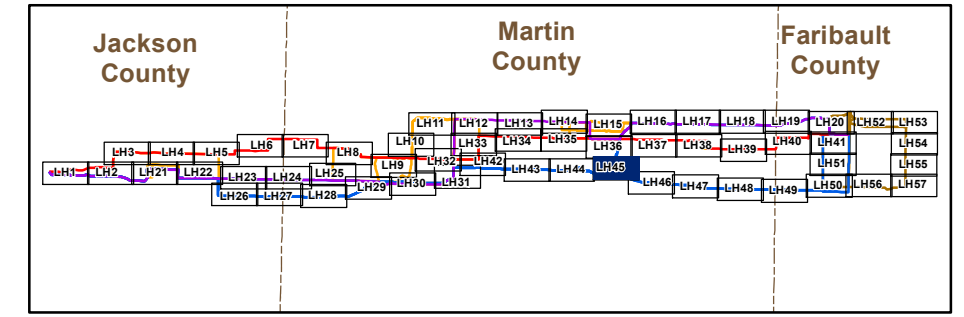 Jackson
County
Martin
County
Faribault
County
LH11 LH12 LH13 LH14 LH15 LH16 LH17 LH18 LH19 LH20 LH52 LH53
LH3 LH4 LH5 LH6 LH7 LH8 LH10 LH33 LH34 LH35 LH36 LH37 LH38 LH39 LH40 LH41 LH54
LH1 LH2 LH21 LH22 LH23 LH24 LH25 LH9 LH32 LH42 LH43 LH44 LH45 LH51 LH55
LH26 LH27 LH28 LH29 LH30 LH31 LH46 LH47 LH48 LH49 LH50 LH56 LH57